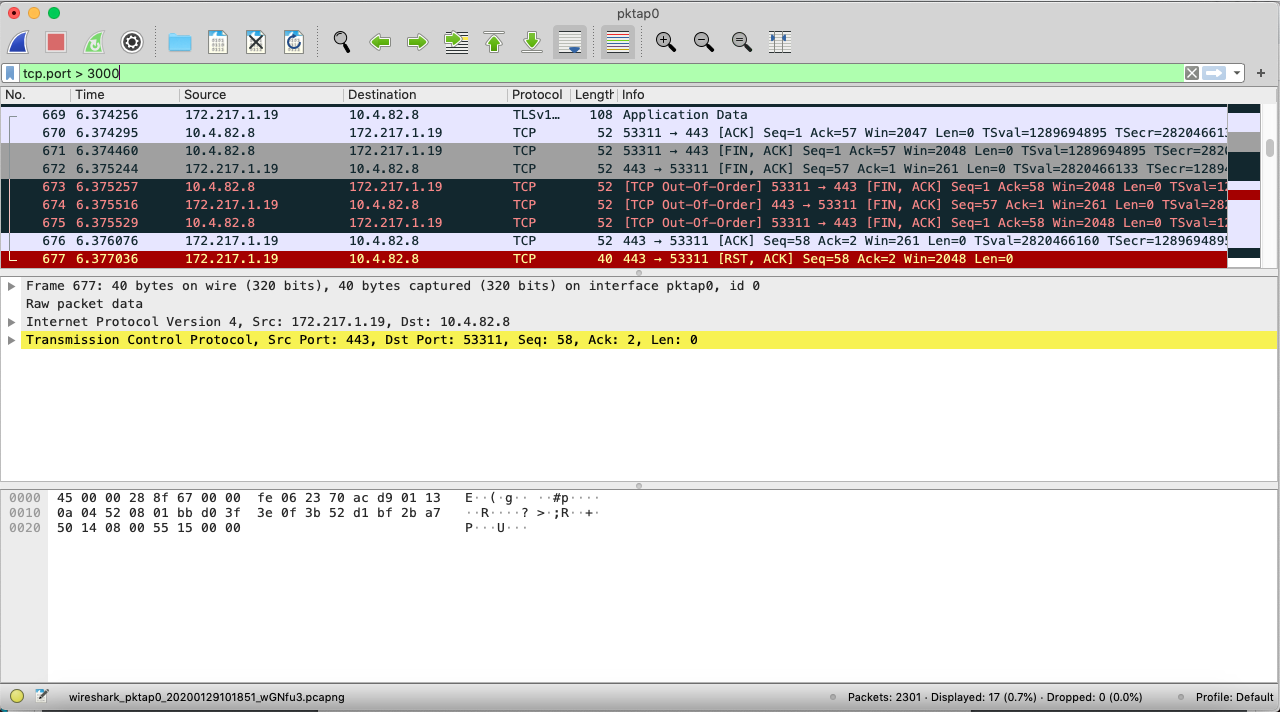 pktap0
tcp.port > 3000
No. Time Source Destination Protocol Length Info
669 6.374256 172.217.1.19 10.4.82.8 TLSv1… 108 Application Data
670 6.374295 10.4.82.8 172.217.1.19 TCP 52 53311 → 443 [ACK] Seq=1 Ack=57 Win=2047 Len=0 TSval=1289694895 TSecr=282046613
671 6.374460 10.4.82.8 172.217.1.19 TCP 52 53311 → 443 [FIN, ACK] Seq=1 Ack=57 Win=2048 Len=0 TSval=1289694895 TSecr=2820
672 6.375244 172.217.1.19 10.4.82.8 TCP 52 443 → 53311 [FIN, ACK] Seq=57 Ack=1 Win=261 Len=0 TSval=2820466133 TSecr=12894
673 6.375257 10.4.82.8 172.217.1.19 TCP 52 [TCP Out-Of-Order] 53311 → 443 [FIN, ACK] Seq=1 Ack=58 Win=2048 Len=0 TSval=12
674 6.375516 172.217.1.19 10.4.82.8 TCP 52 [TCP Out-Of-Order] 443 → 53311 [FIN, ACK] Seq=57 Ack=1 Win=261 Len=0 TSval=28
675 6.375529 10.4.82.8 172.217.1.19 TCP 52 [TCP Out-Of-Order] 53311 → 443 [FIN, ACK] Seq=1 Ack=58 Win=2048 Len=0 TSval=12
676 6.376076 172.217.1.19 10.4.82.8 TCP 52 443 → 53311 [ACK] Seq=58 Ack=2 Win=261 Len=0 TSval=2820466160 TSecr=128969489
677 6.377036 172.217.1.19 10.4.82.8 TCP 40 443 → 53311 [RST, ACK] Seq=58 Ack=2 Win=2048 Len=0
Frame 677: 40 bytes on wire (320 bits), 40 bytes captured (320 bits) on interface pktap0, id 0
Raw packet data
Internet Protocol Version 4, Src: 172.217.1.19, Dst: 10.4.82.8
Transmission Control Protocol, Src Port: 443, Dst Port: 53311, Seq: 58, Ack: 2, Len: 0
0000 45 00 00 28 8f 67 00 00 fe 06 23 70 ac d9 01 13 E··(·g·· ··#p····
0010 0a 04 52 08 01 bb d0 3f 3e 0f 3b 52 d1 bf 2b a7 ··R····? >·;R··+·
0020 50 14 08 00 55 15 00 00 P···U···
wireshark_pktap0_20200129101851_wGNfu3.pcapng Packets: 2301 · Displayed: 17 (0.7%) · Dropped: 0 (0.0%) Profile: Default